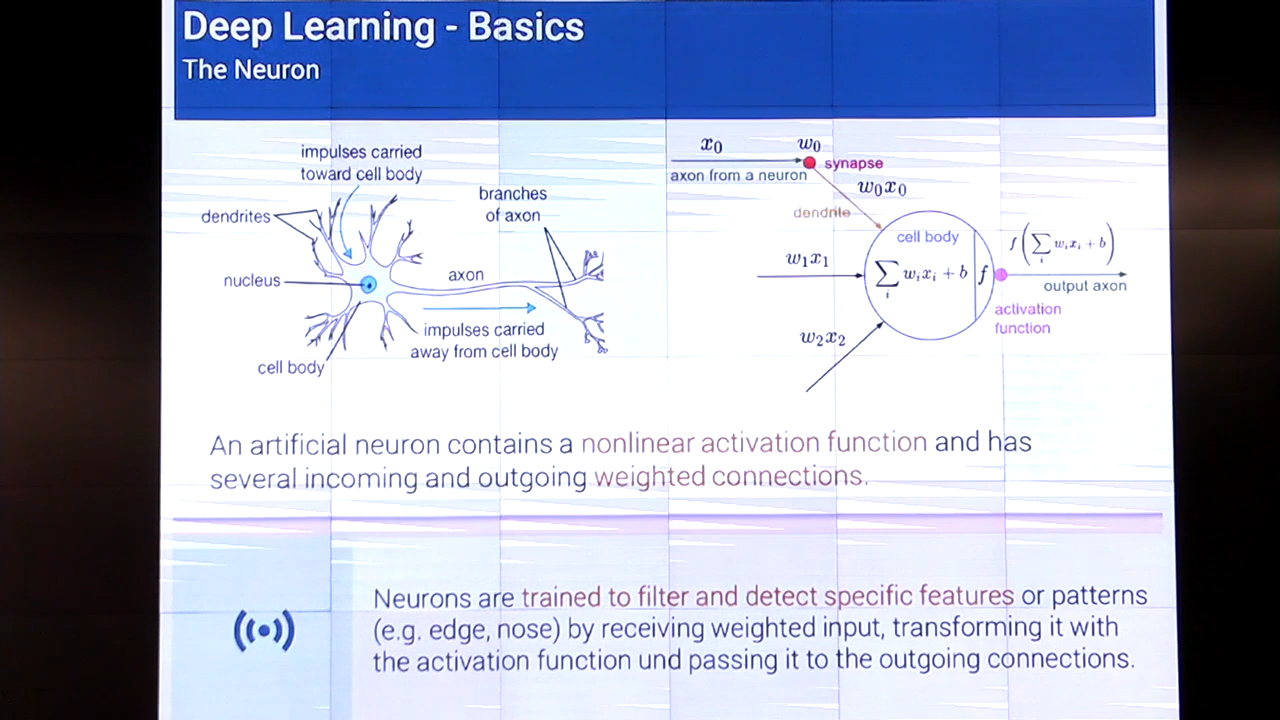 Deep Learning - Basics
The Neuron
impulses carried
toward cell body
dendrites
nucleus
cell body
axon
branches
of axon
impulses carried
away from cell body
x₀
w₀
synapse
axon from a neuron
w₀x₀
dendrite
w₁x₁
w₂x₂
cell body
∑ᵢ wᵢxᵢ + b
f
f(∑ᵢ wᵢxᵢ + b)
output axon
activation
function
An artificial neuron contains a nonlinear activation function and has
several incoming and outgoing weighted connections.
Neurons are trained to filter and detect specific features or patterns
(e.g. edge, nose) by receiving weighted input, transforming it with
the activation function und passing it to the outgoing connections.